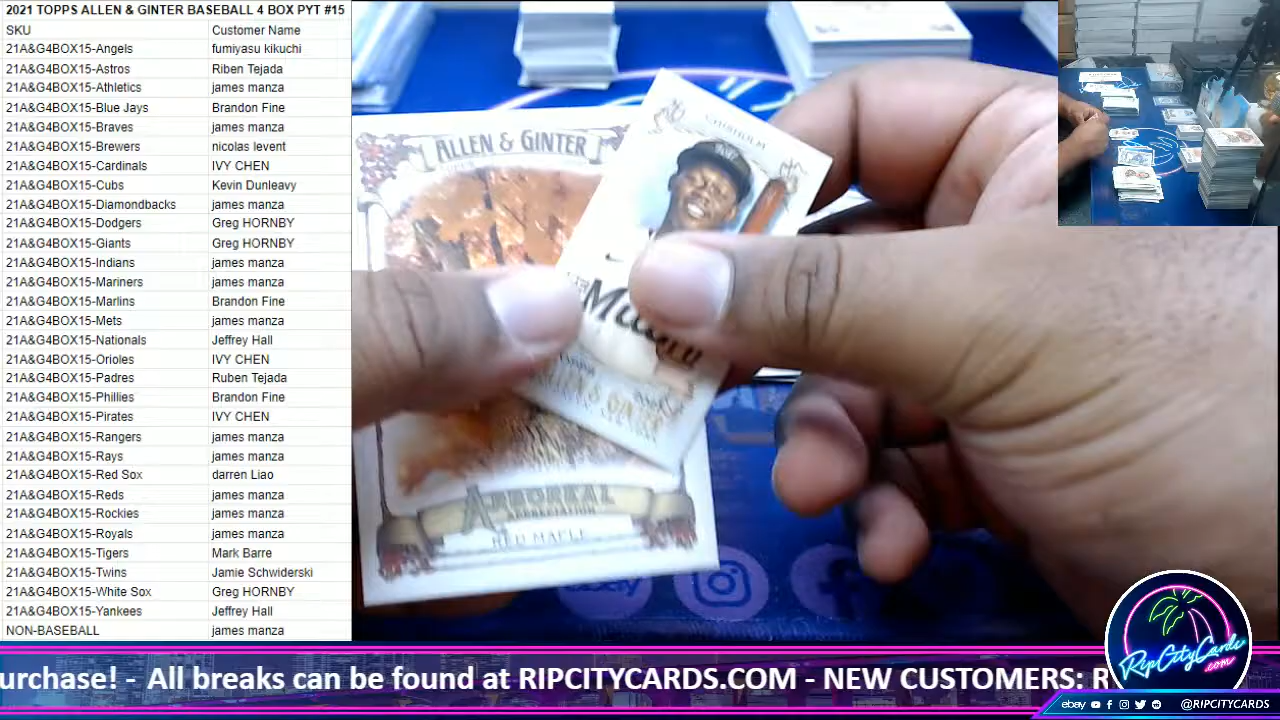 2021 TOPPS ALLEN & GINTER BASEBALL 4 BOX PYT #15
SKU Customer Name
21A&G4BOX15-Angels fumiyasu kikuchi
21A&G4BOX15-Astros Riben Tejada
21A&G4BOX15-Athletics james manza
21A&G4BOX15-Blue Jays Brandon Fine
21A&G4BOX15-Braves james manza
21A&G4BOX15-Brewers nicolas levent
21A&G4BOX15-Cardinals IVY CHEN
21A&G4BOX15-Cubs Kevin Dunleavy
21A&G4BOX15-Diamondbacks james manza
21A&G4BOX15-Dodgers Greg HORNBY
21A&G4BOX15-Giants Greg HORNBY
21A&G4BOX15-Indians james manza
21A&G4BOX15-Mariners james manza
21A&G4BOX15-Marlins Brandon Fine
21A&G4BOX15-Mets james manza
21A&G4BOX15-Nationals Jeffrey Hall
21A&G4BOX15-Orioles IVY CHEN
21A&G4BOX15-Padres Ruben Tejada
21A&G4BOX15-Phillies Brandon Fine
21A&G4BOX15-Pirates IVY CHEN
21A&G4BOX15-Rangers james manza
21A&G4BOX15-Rays james manza
21A&G4BOX15-Red Sox darren Liao
21A&G4BOX15-Reds james manza
21A&G4BOX15-Rockies james manza
21A&G4BOX15-Royals james manza
21A&G4BOX15-Tigers Mark Barre
21A&G4BOX15-Twins Jamie Schwiderski
21A&G4BOX15-White Sox Greg HORNBY
21A&G4BOX15-Yankees Jeffrey Hall
NON-BASEBALL james manza
ALLEN & GINTER
CHISHOLM
ARBOREAL
APPRECIATION
RED MAPLE
ebay
RipCityCards
.com
urchase! - All breaks can be found at RIPCITYCARDS.COM - NEW CUSTOMERS: R
ebay @RIPCITYCARDS